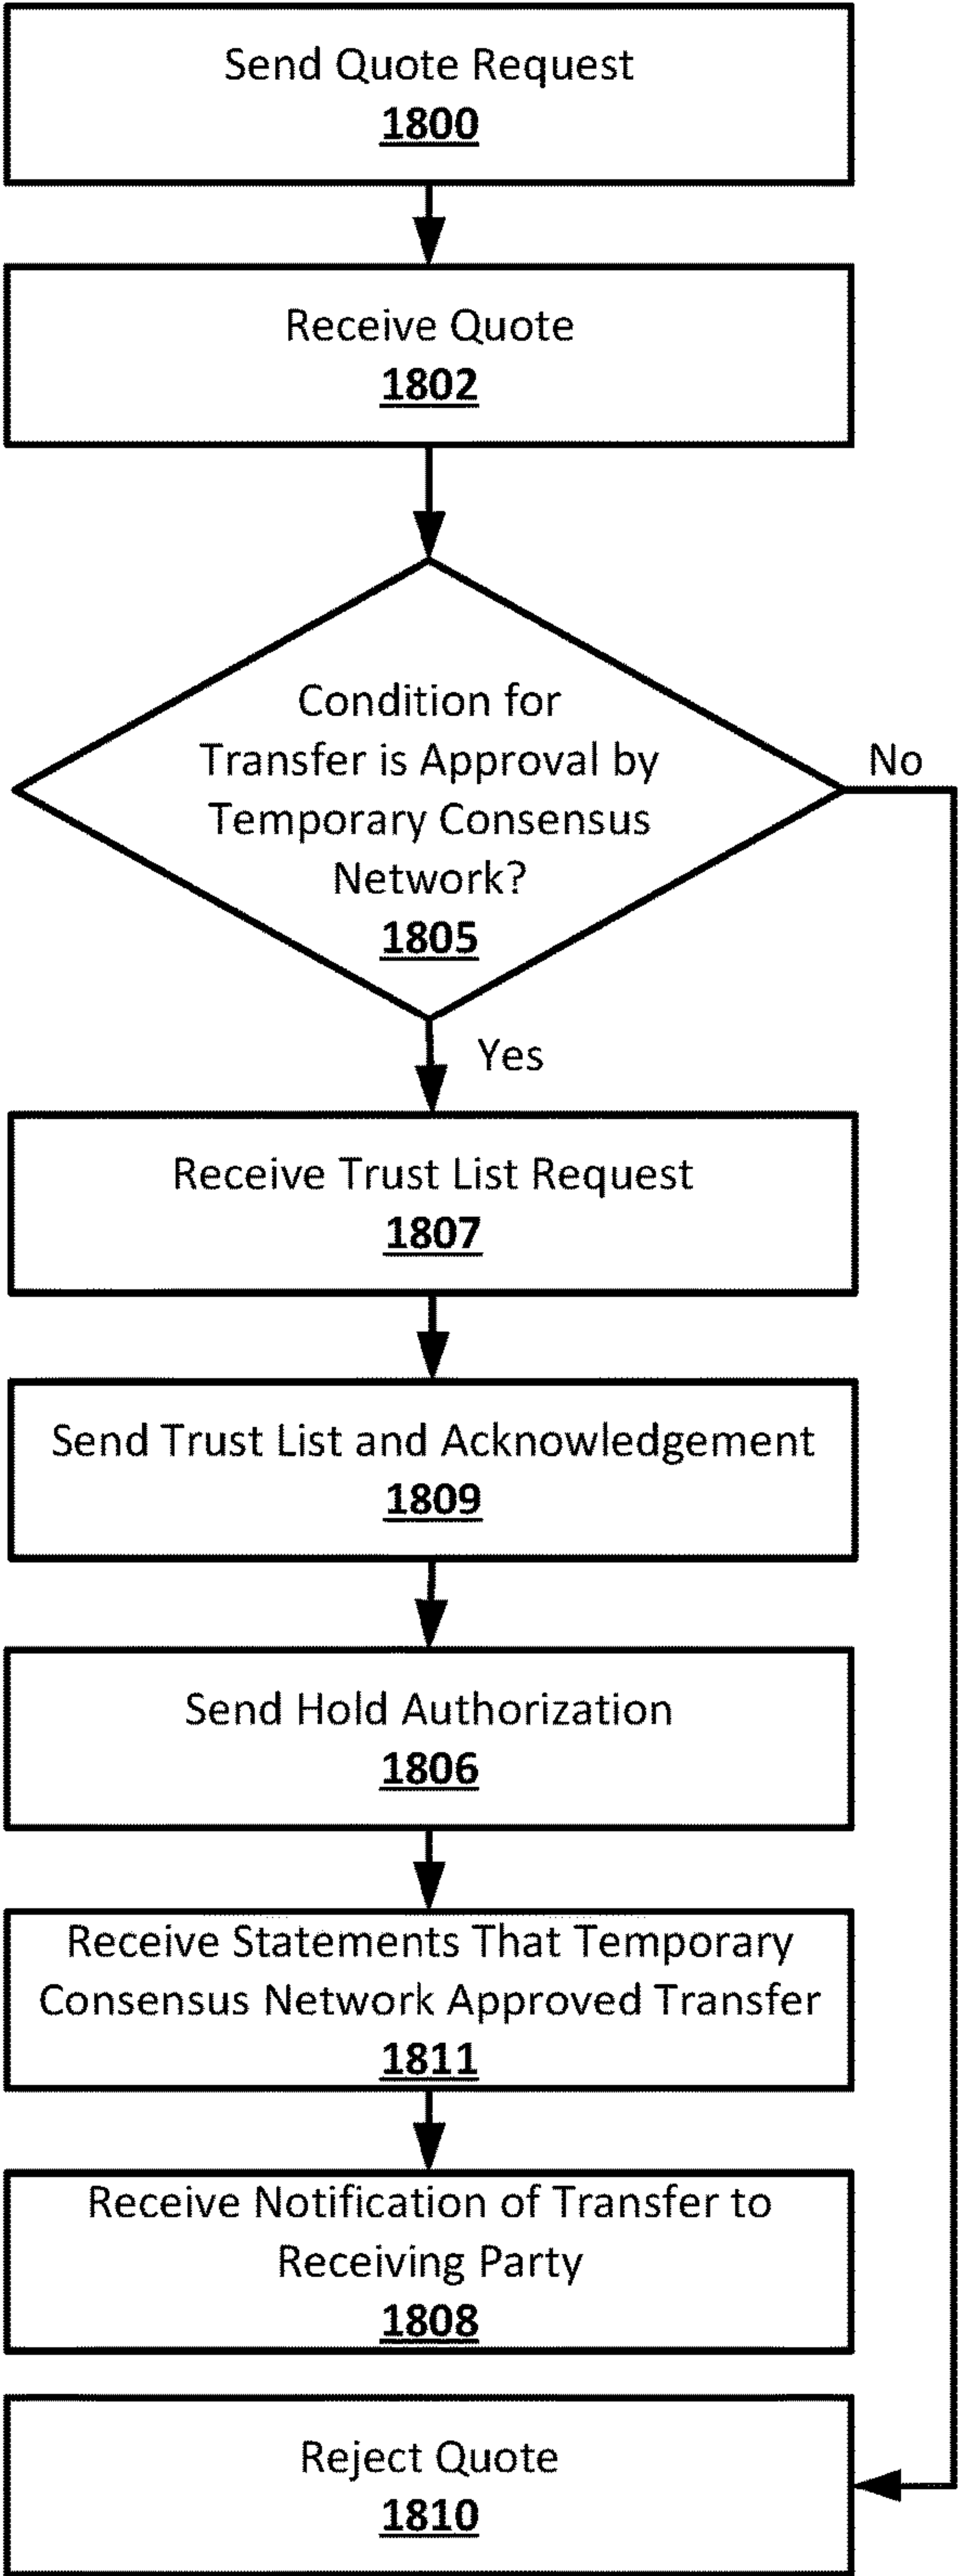 Send Quote Request
1800
Receive Quote
1802
Condition for
Transfer is Approval by
Temporary Consensus
Network?
1805
No
Yes
Receive Trust List Request
1807
Send Trust List and Acknowledgement
1809
Send Hold Authorization
1806
Receive Statements That Temporary
Consensus Network Approved Transfer
1811
Receive Notification of Transfer to
Receiving Party
1808
Reject Quote
1810